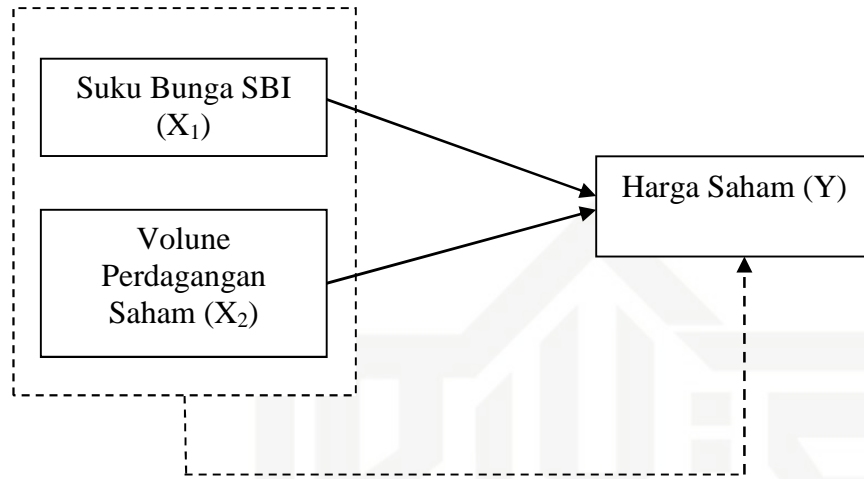 Suku Bunga SBI
(X₁)
Volune
Perdagangan
Saham (X₂)
Harga Saham (Y)